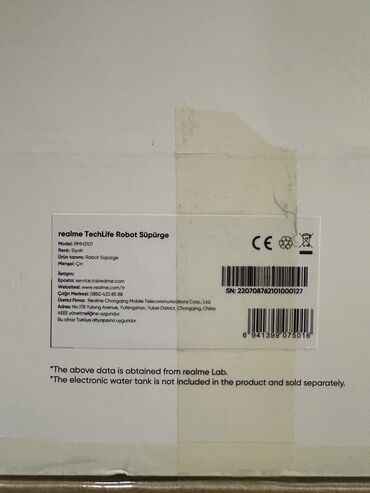 realme TechLife Robot Süpürge
Model: RMH2101
Renk: Siyah
Ürün tanımı: Robot Süpürge
Menşei: Çin
İletişim:
Eposta: service.tr@realme.com
Website: www.realme.com/tr
Çağrı Merkezi: 0850 433 85 88
Üretici Firma: Realme Chongqing Mobile Telecommunications Corp., Ltd.
Adres: No.178 Yulong Avenue, Yufengshan, Yubei District, Chongqing, China
AEEE yönetmeliğine uygundur.
Bu cihaz Türkiye altyapısına uygundur.
CE
SN: 220708762101000127
6 941399 075016
*The above data is obtained from realme Lab.
*The electronic water tank is not included in the product and sold separately.